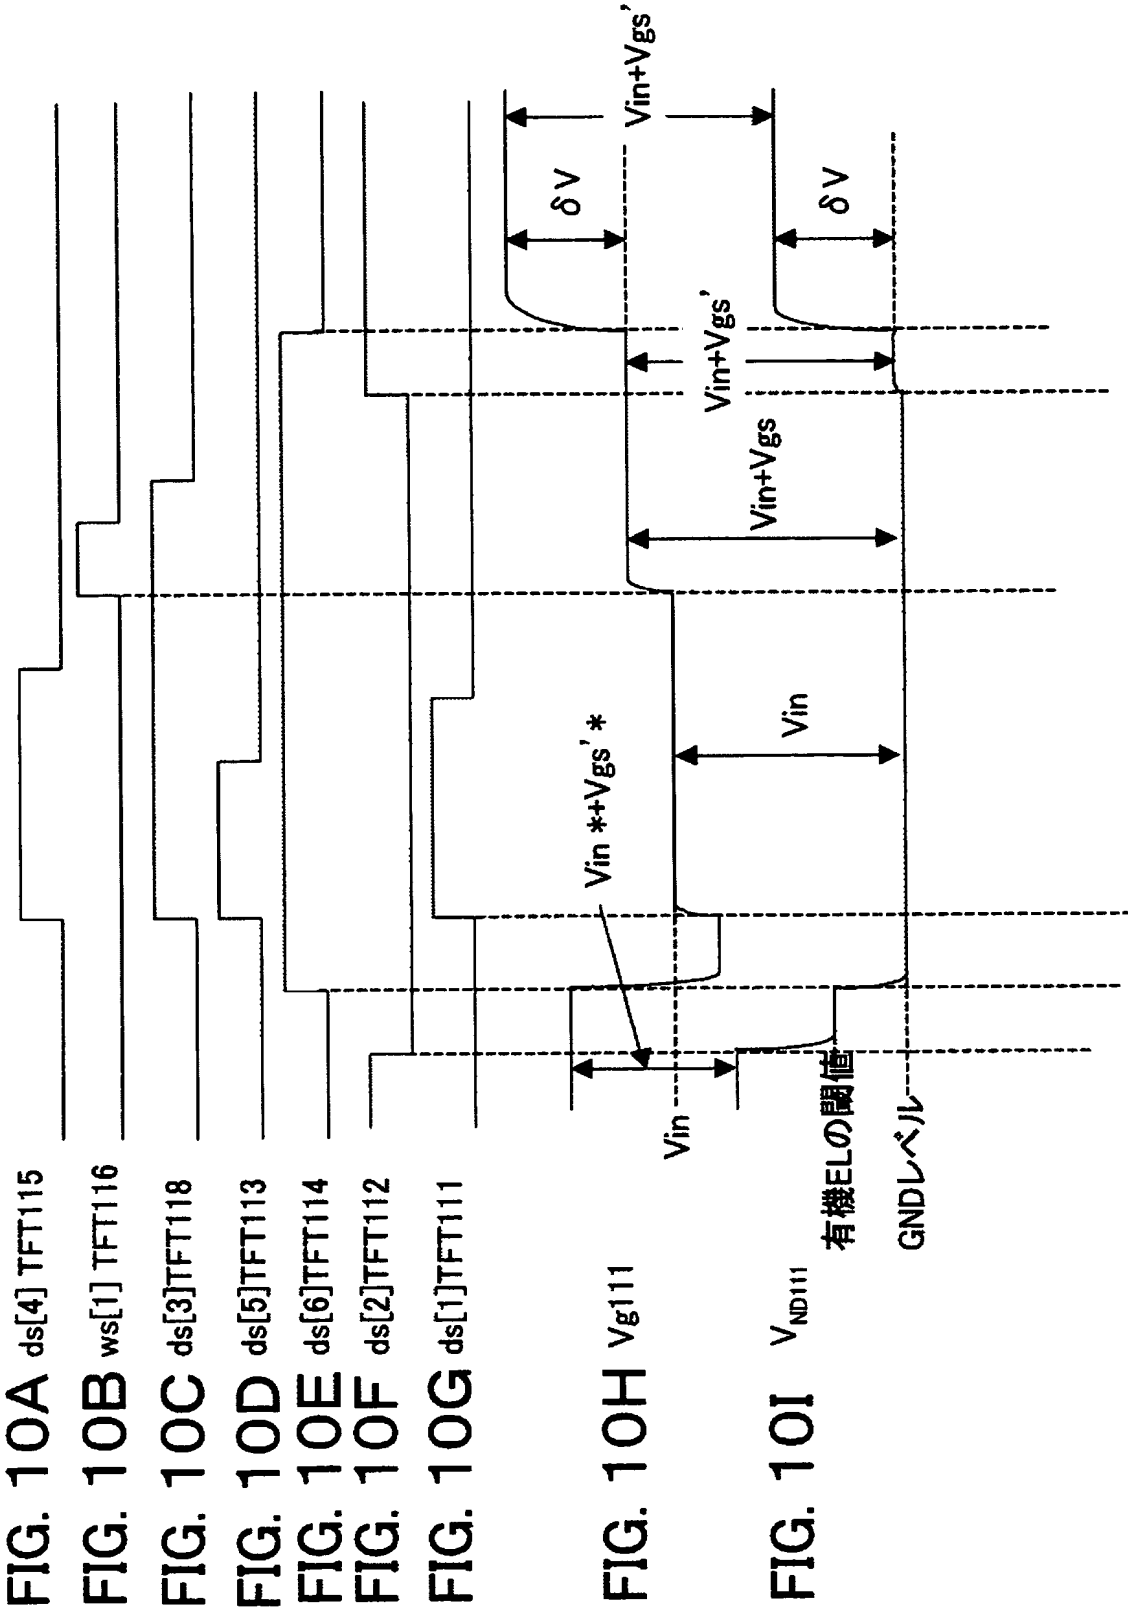 FIG. 10A ds[4] TFT115
FIG. 10B ws[1] TFT116
FIG. 10C ds[3]TFT118
FIG. 10D ds[5]TFT113
FIG. 10E ds[6]TFT114
FIG. 10F ds[2]TFT112
FIG. 10G ds[1]TFT111
FIG. 10H Vg111
Vin
Vin *+Vgs' *
Vin
Vin+Vgs
Vin+Vgs'
δV
Vin+Vgs'
FIG. 10I VND111
有機ELの閾値
GNDレベル
δV